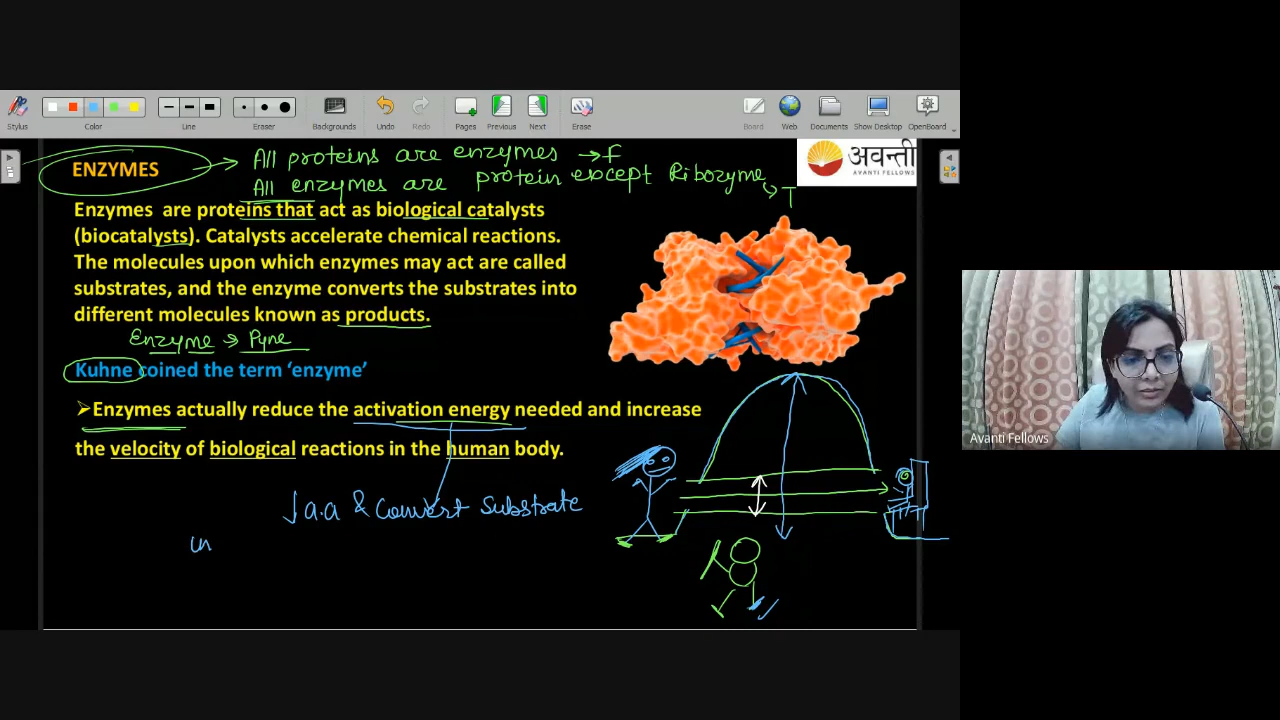 Stylus
Color
Line
Eraser
Backgrounds
Undo
Redo
Pages
Previous
Next
Erase
Board
Web
Documents
Show Desktop
OpenBoard
ENZYMES
All proteins are enzymes → F
All enzymes are protein except Ribozyme → T
अवन्ती
AVANTI FELLOWS
Enzymes are proteins that act as biological catalysts
(biocatalysts). Catalysts accelerate chemical reactions.
The molecules upon which enzymes may act are called
substrates, and the enzyme converts the substrates into
different molecules known as products.
Enzyme → Pyne
Kuhne coined the term ‘enzyme’
➢Enzymes actually reduce the activation energy needed and increase
the velocity of biological reactions in the human body.
& Convert Substrate
Avanti Fellows